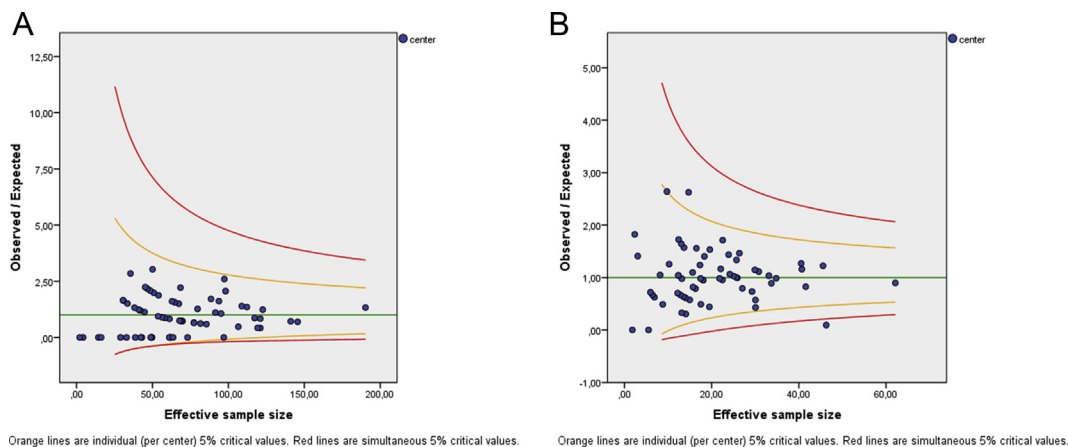 A
center
12,50
10,00
7,50
5,00
2,50
,00
Observed / Expected
,00
50,00
100,00
150,00
200,00
Effective sample size
Orange lines are individual (per center) 5% critical values. Red lines are simultaneous 5% critical values.
B
center
5,00
4,00
3,00
2,00
1,00
,00
-1,00
Observed / Expected
,00
20,00
40,00
60,00
Effective sample size
Orange lines are individual (per center) 5% critical values. Red lines are simultaneous 5% critical values.